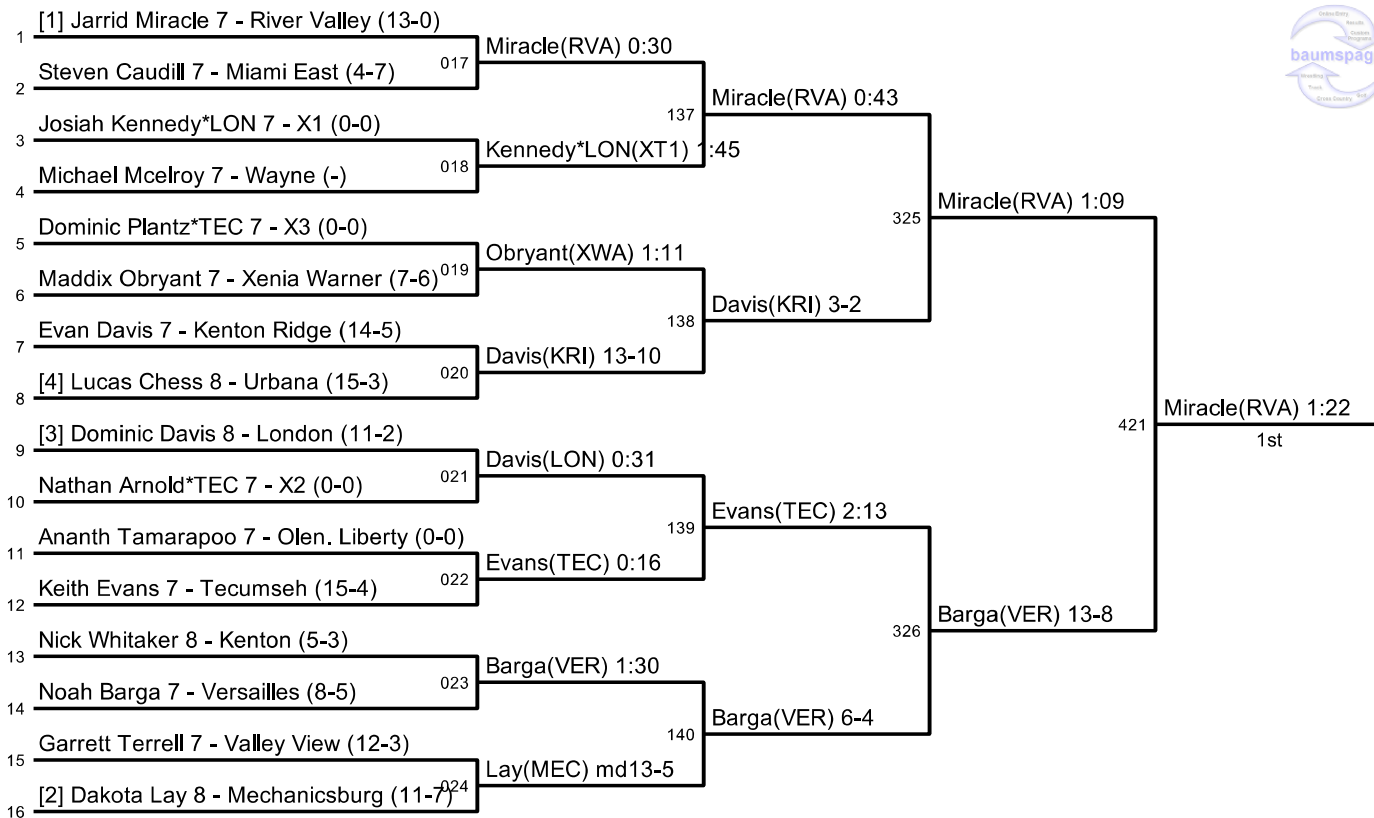 [1] Jarrid Miracle 7 - River Valley (13-0)
1
Steven Caudill 7 - Miami East (4-7)
2
017
Miracle(RVA) 0:30
Josiah Kennedy*LON 7 - X1 (0-0)
3
Michael Mcelroy 7 - Wayne (-)
4
018
Kennedy*LON(XT1) 1:45
137
Miracle(RVA) 0:43
Dominic Plantz*TEC 7 - X3 (0-0)
5
Maddix Obryant 7 - Xenia Warner (7-6)
6
019
Obryant(XWA) 1:11
Evan Davis 7 - Kenton Ridge (14-5)
7
[4] Lucas Chess 8 - Urbana (15-3)
8
020
Davis(KRI) 13-10
138
Davis(KRI) 3-2
325
Miracle(RVA) 1:09
[3] Dominic Davis 8 - London (11-2)
9
Nathan Arnold*TEC 7 - X2 (0-0)
10
021
Davis(LON) 0:31
Ananth Tamarapoo 7 - Olen. Liberty (0-0)
11
Keith Evans 7 - Tecumseh (15-4)
12
022
Evans(TEC) 0:16
139
Evans(TEC) 2:13
Nick Whitaker 8 - Kenton (5-3)
13
Noah Barga 7 - Versailles (8-5)
14
023
Barga(VER) 1:30
Garrett Terrell 7 - Valley View (12-3)
15
[2] Dakota Lay 8 - Mechanicsburg (11-7)
16
024
Lay(MEC) md13-5
140
Barga(VER) 6-4
326
Barga(VER) 13-8
421
Miracle(RVA) 1:22
1st
Online Entry
Results
Custom
Programs
baumspag
Wrestling
Track
Cross Country